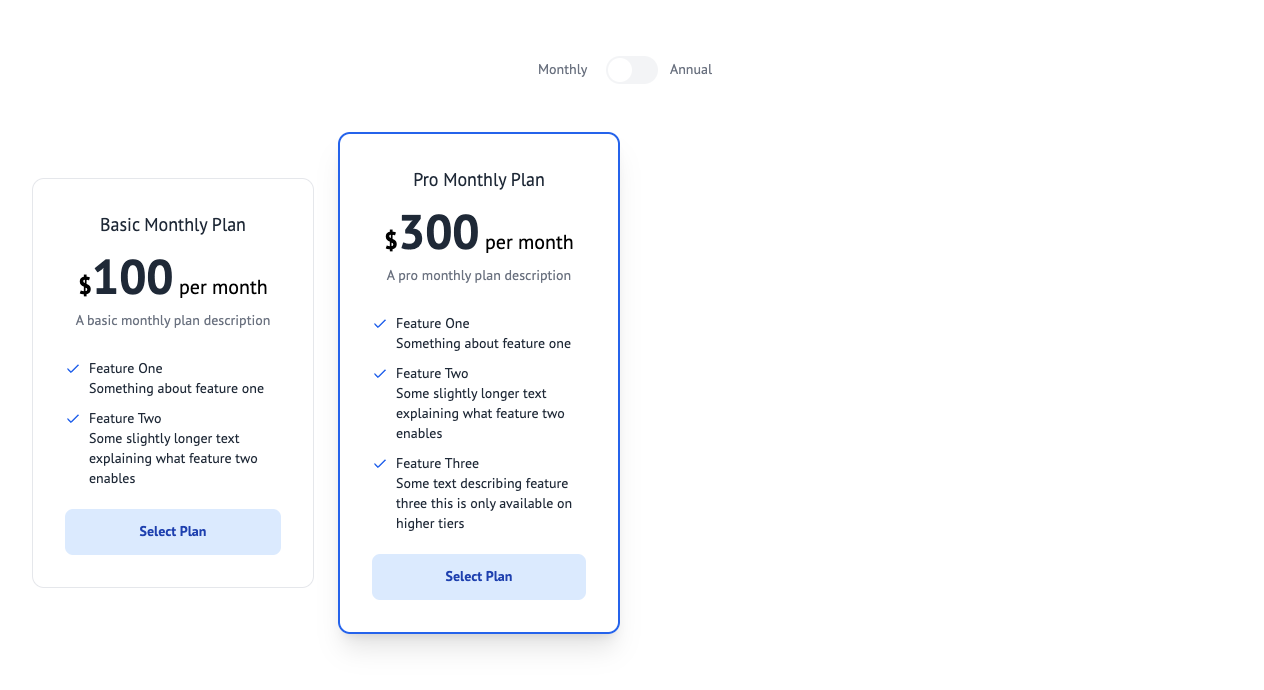 Monthly Annual
Basic Monthly Plan
$100 per month
A basic monthly plan description
Feature One
Something about feature one
Feature Two
Some slightly longer text
explaining what feature two
enables
Select Plan
Pro Monthly Plan
$300 per month
A pro monthly plan description
Feature One
Something about feature one
Feature Two
Some slightly longer text
explaining what feature two
enables
Feature Three
Some text describing feature
three this is only available on
higher tiers
Select Plan